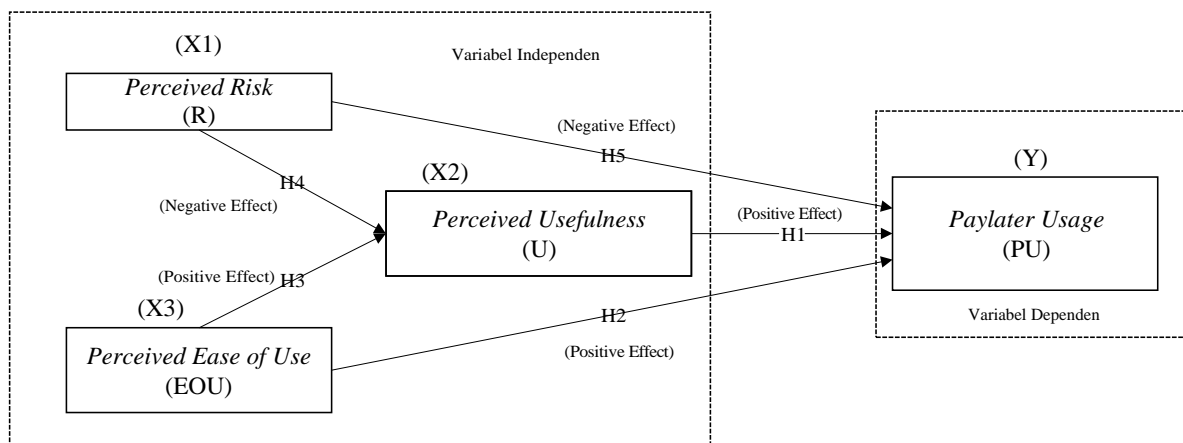 (X1)
Variabel Independen
Perceived Risk
(R)
(Negative Effect)
H5
(X2)
(Y)
H4
(Negative Effect)
Perceived Usefulness
(U)
(Positive Effect)
H1
Paylater Usage
(PU)
(Positive Effect)
H3
(X3)
H2
Variabel Dependen
Perceived Ease of Use
(EOU)
(Positive Effect)